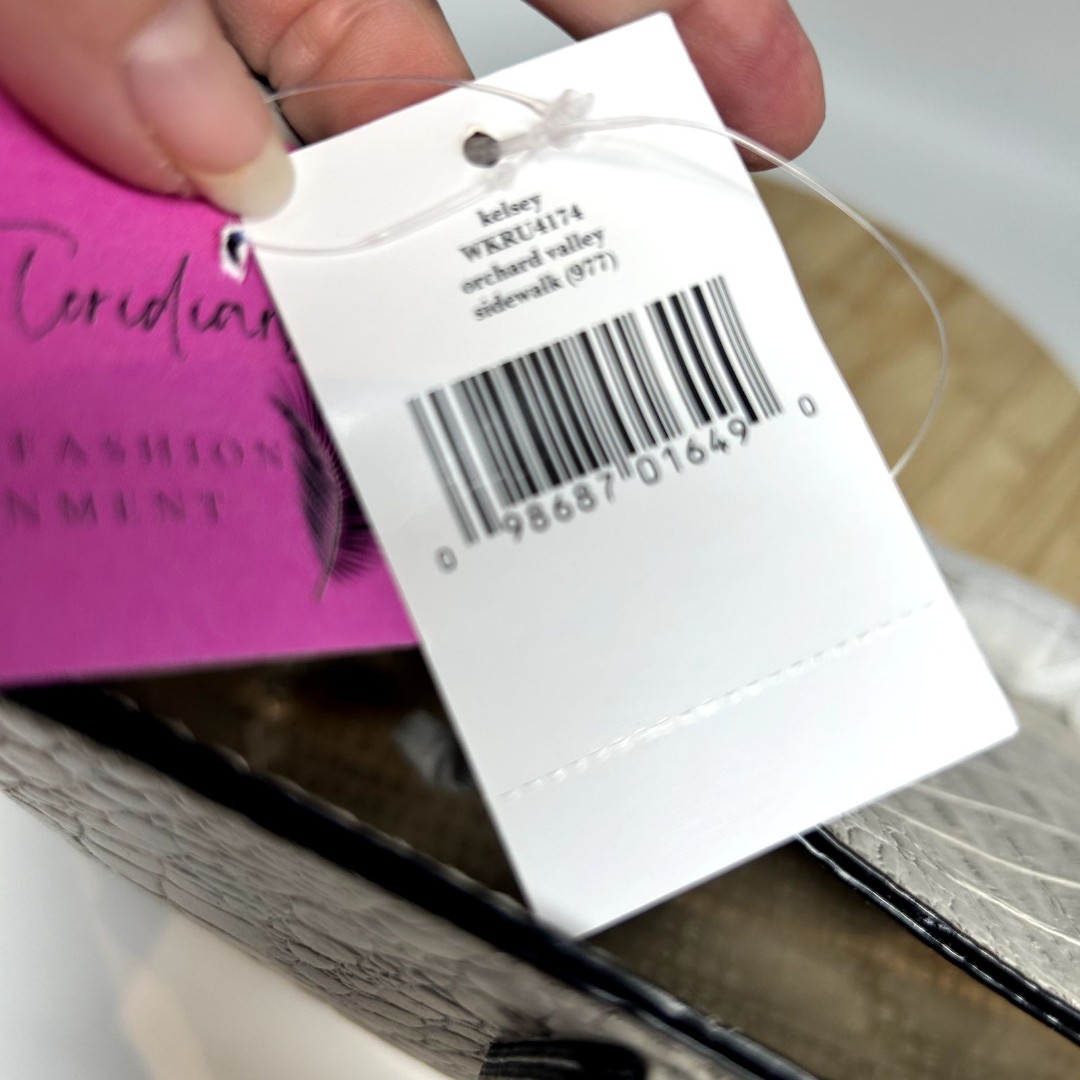 kelsey
WKRU4174
orchard valley
sidewalk (977)
0 98687 01649 0
FASHION
NMENT